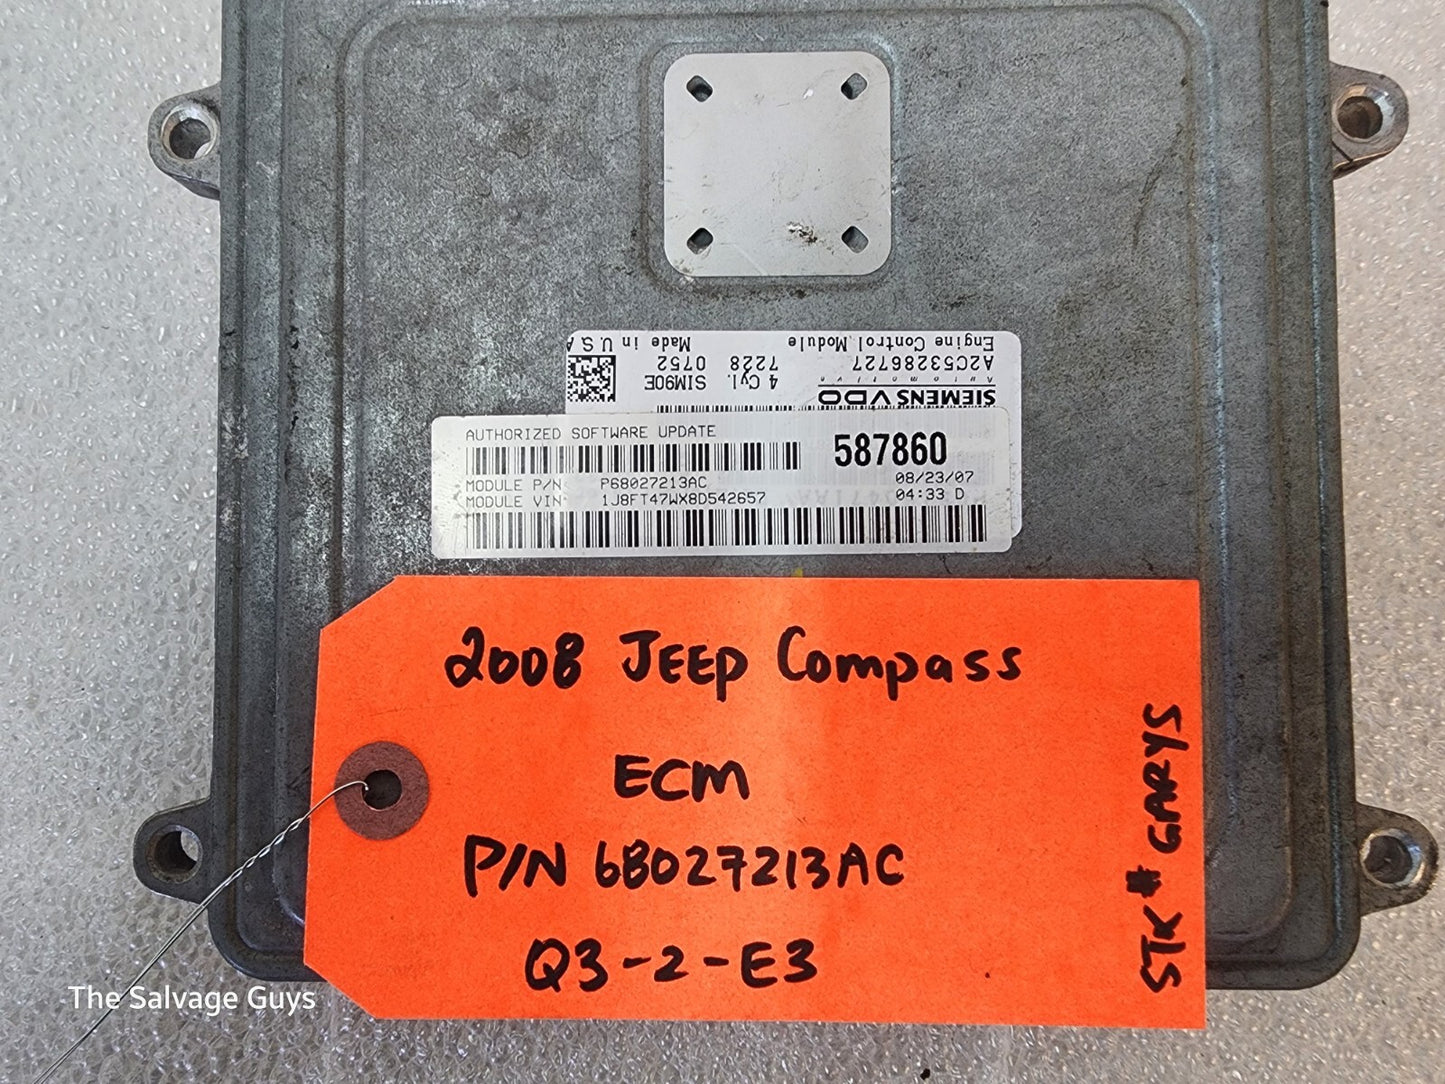 Engine Control Module Made in U S A
A2C53286727 7228 0752
4 Cyl. SIM90E
Automotive
SIEMENS VDO
AUTHORIZED SOFTWARE UPDATE
587860
MODULE P/N: P68027213AC 08/23/07
MODULE VIN: 1J8FT47WX8D542657 04:33 D
2008 JEEP Compass
ECM
P/N 68027213AC
Q3-2-E3
STK# GARYS
The Salvage Guys